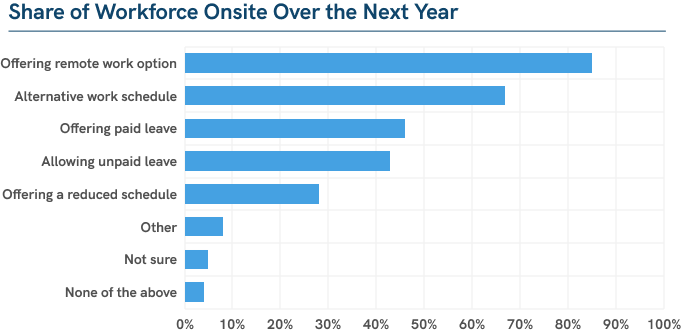 Share of Workforce Onsite Over the Next Year
Offering remote work option
Alternative work schedule
Offering paid leave
Allowing unpaid leave
Offering a reduced schedule
Other
Not sure
None of the above
0% 10% 20% 30% 40% 50% 60% 70% 80% 90% 100%